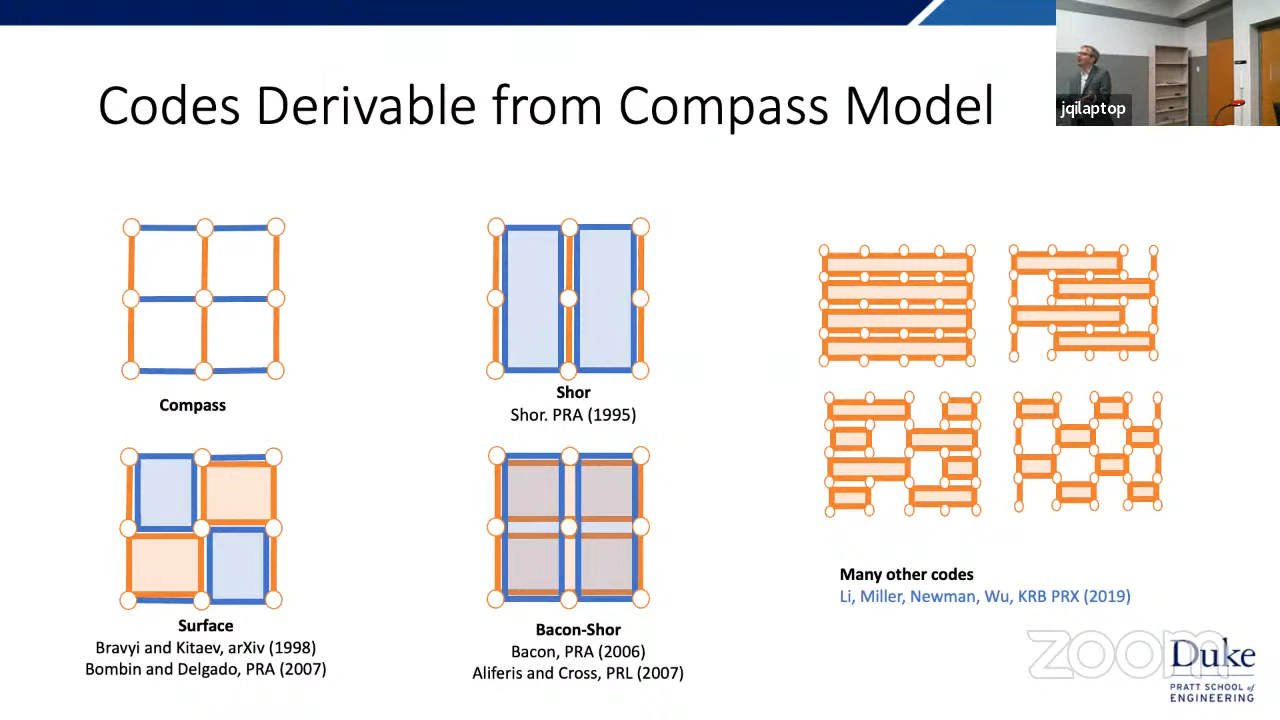 Codes Derivable from Compass Model
jqilaptop
Compass
Shor
Shor. PRA (1995)
Surface
Bravyi and Kitaev, arXiv (1998)
Bombin and Delgado, PRA (2007)
Bacon-Shor
Bacon, PRA (2006)
Aliferis and Cross, PRL (2007)
Many other codes
Li, Miller, Newman, Wu, KRB PRX (2019)
zoom
Duke
PRATT SCHOOL of
ENGINEERING